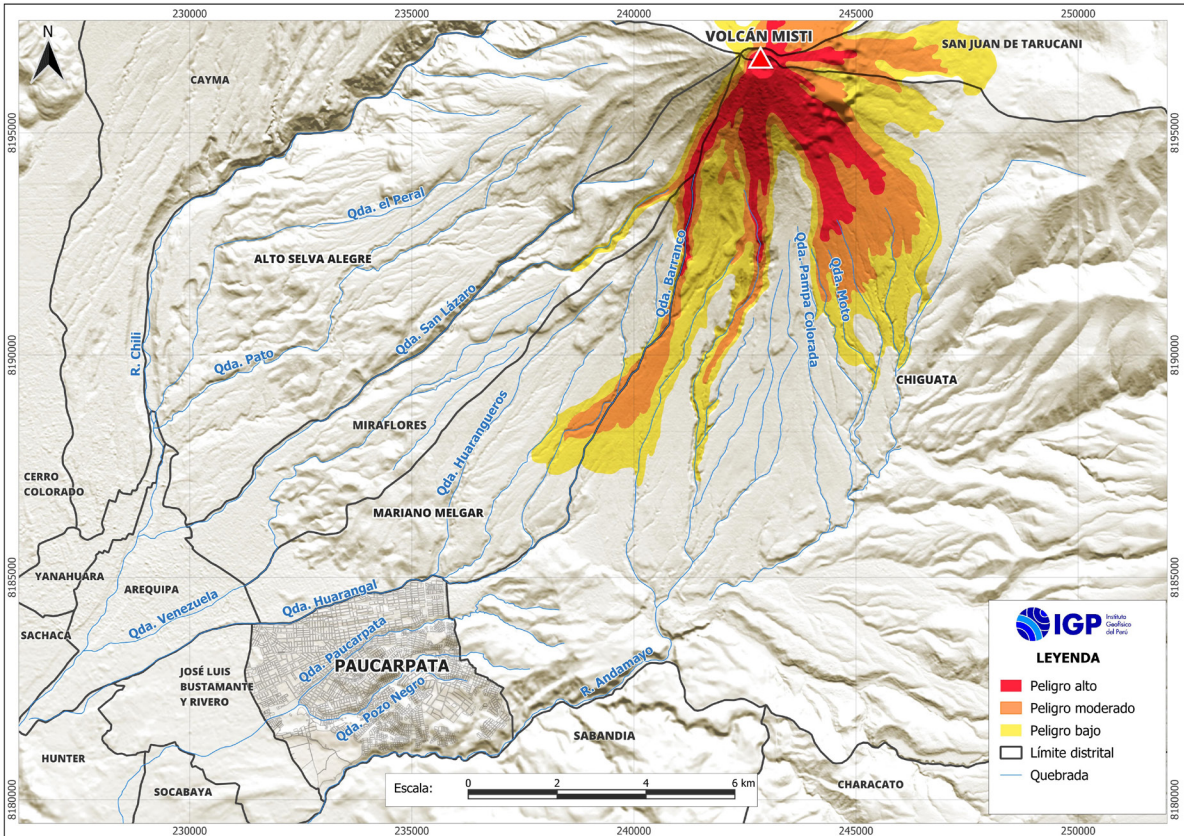 230000
235000
240000
245000
250000
N
VOLCÁN MISTI
SAN JUAN DE TARUCANI
CAYMA
8195000
8195000
Qda. el Peral
ALTO SELVA ALEGRE
Qda. Barranco
Qda. Pampa Colorada
Qda. Moto
Qda. San Lázaro
R. Chili
Qda. Pato
8190000
8190000
CHIGUATA
MIRAFLORES
Qda. Huarangueros
CERRO
COLORADO
MARIANO MELGAR
YANAHUARA
AREQUIPA
8185000
8185000
Qda. Huarangal
Qda. Venezuela
SACHACA
Qda. Paucarpata
PAUCARPATA
JOSÉ LUIS
BUSTAMANTE
Y RIVERO
Qda. Pozo Negro
R. Andamayo
SABANDIA
HUNTER
SOCABAYA
CHARACATO
8180000
8180000
Escala:
0 2 4 6 km
IGP
Instituto
Geofísico
del Perú
LEYENDA
Peligro alto
Peligro moderado
Peligro bajo
Límite distrital
Quebrada
230000
235000
240000
245000
250000